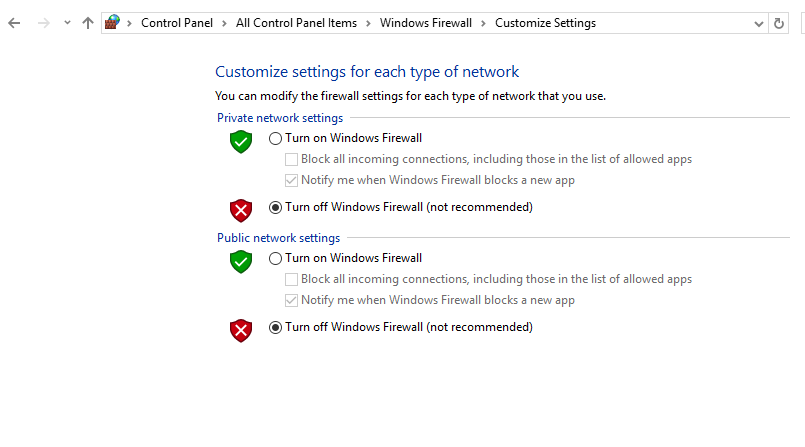 Control Panel > All Control Panel Items > Windows Firewall > Customize Settings
Customize settings for each type of network
You can modify the firewall settings for each type of network that you use.
Private network settings
Turn on Windows Firewall
Block all incoming connections, including those in the list of allowed apps
Notify me when Windows Firewall blocks a new app
Turn off Windows Firewall (not recommended)
Public network settings
Turn on Windows Firewall
Block all incoming connections, including those in the list of allowed apps
Notify me when Windows Firewall blocks a new app
Turn off Windows Firewall (not recommended)